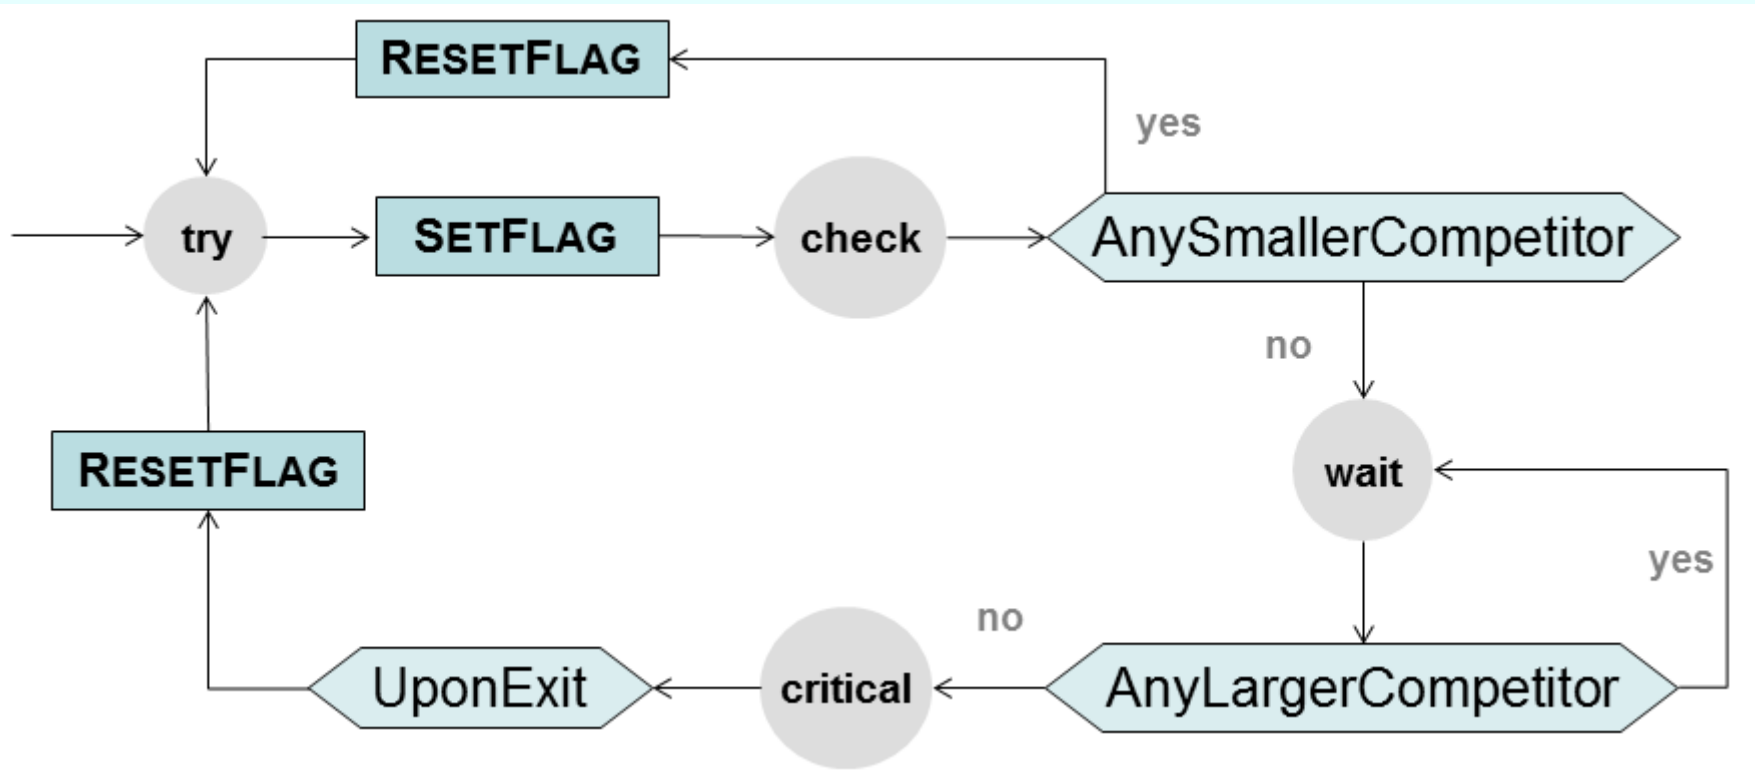 RESETFLAG
yes
try
SETFLAG
check
AnySmallerCompetitor
no
RESETFLAG
wait
yes
no
UponExit
critical
AnyLargerCompetitor